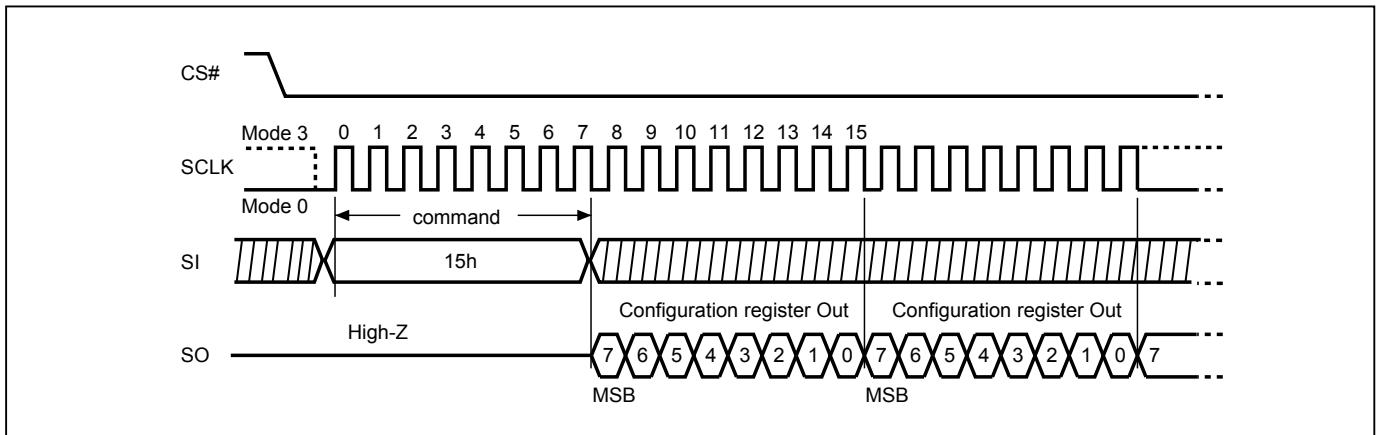 CS#
Mode 3 0 1 2 3 4 5 6 7 8 9 10 11 12 13 14 15
SCLK
Mode 0
command
SI 15h
Configuration register Out Configuration register Out
High-Z
SO 7 6 5 4 3 2 1 0 7 6 5 4 3 2 1 0 7
MSB MSB